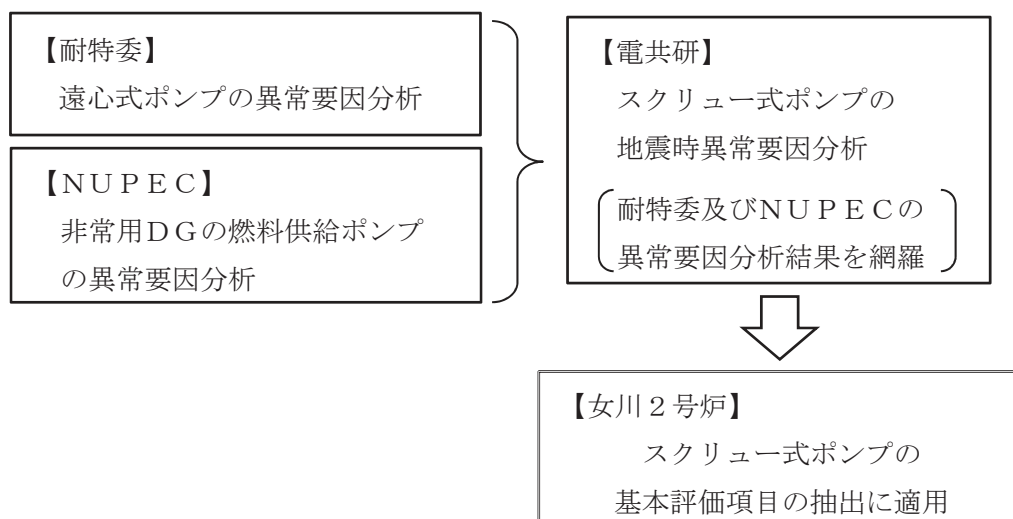 【耐特委】
遠心式ポンプの異常要因分析
【NUPEC】
非常用DGの燃料供給ポンプ
の異常要因分析
【電共研】
スクリュー式ポンプの
地震時異常要因分析
耐特委及びNUPECの
異常要因分析結果を網羅
【女川2号炉】
スクリュー式ポンプの
基本評価項目の抽出に適用